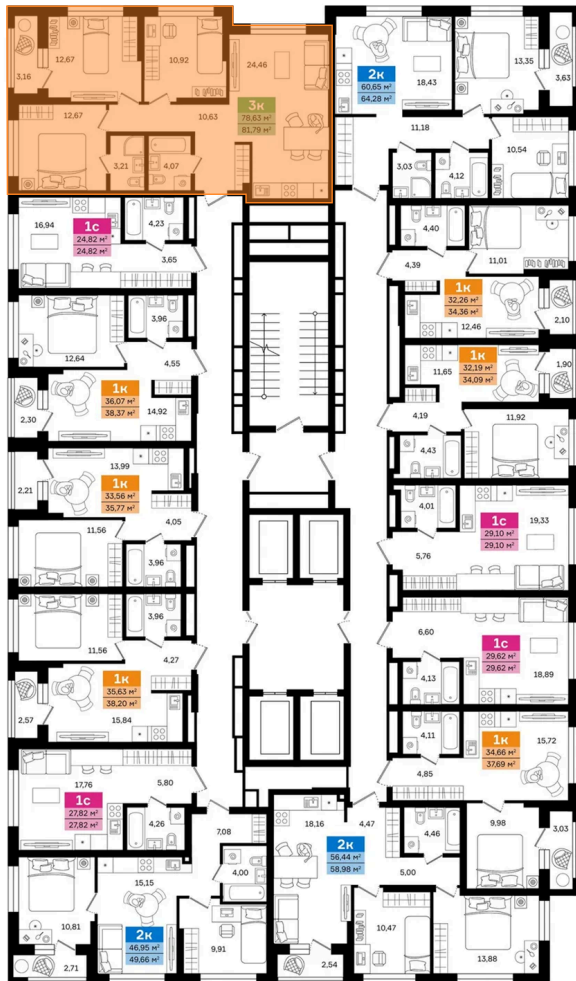 3,16
12,67
10,92
24,46
12,67
10,63
3к
78,63 м²
81,79 м²
3,21
4,07
2к
60,65 м²
64,28 м²
18,43
13,35
3,63
11,18
3,03
4,12
10,54
16,94
1с
24,82 м²
24,82 м²
4,23
3,65
4,40
11,01
4,39
1к
32,26 м²
34,36 м²
12,46
2,10
12,64
3,96
4,55
1к
36,07 м²
38,37 м²
14,92
2,30
11,65
1к
32,19 м²
34,09 м²
1,90
4,19
4,43
11,92
13,99
1к
33,56 м²
35,77 м²
2,21
4,05
11,56
3,96
4,01
1с
29,10 м²
29,10 м²
19,33
5,76
11,56
3,96
4,27
1к
35,63 м²
38,20 м²
15,84
2,57
6,60
1с
29,62 м²
29,62 м²
4,13
18,89
4,11
1к
34,66 м²
37,69 м²
15,72
4,85
17,76
1с
27,82 м²
27,82 м²
5,80
4,26
7,08
4,00
15,15
10,81
2к
46,95 м²
49,66 м²
9,91
2,71
18,16
4,47
2к
56,44 м²
58,98 м²
4,46
5,00
9,98
3,03
10,47
2,54
13,88